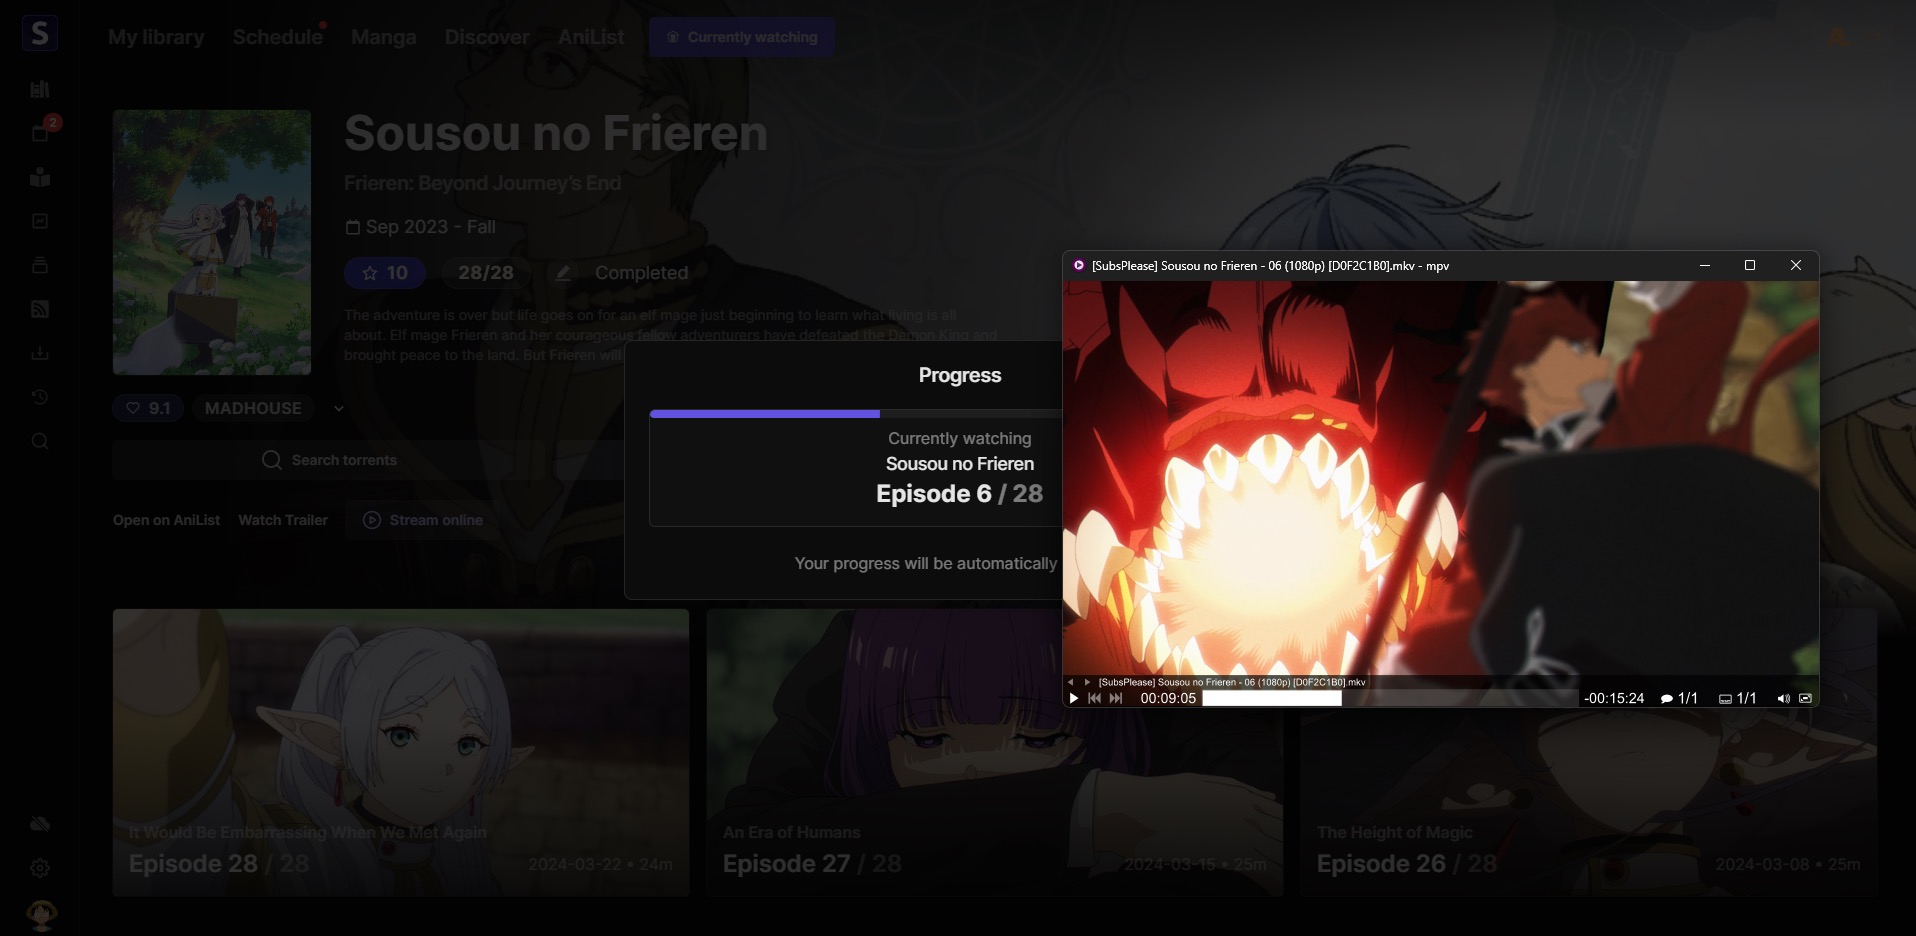 S
My library
Schedule
Manga
Discover
AniList
Currently watching
2
Sousou no Frieren
Frieren: Beyond Journey's End
Sep 2023 - Fall
10
28/28
Completed
The adventure is over but life goes on for an elf mage just beginning to learn what living is all
about. Elf mage Frieren and her courageous fellow adventurers have defeated the Demon King and
brought peace to the land. But Frieren will
9.1
MADHOUSE
Search torrents
Open on AniList
Watch Trailer
Stream online
Progress
Currently watching
Sousou no Frieren
Episode 6 / 28
Your progress will be automatically
[SubsPlease] Sousou no Frieren - 06 (1080p) [D0F2C1B0].mkv - mpv
[SubsPlease] Sousou no Frieren - 06 (1080p) [D0F2C1B0].mkv
00:09:05
-00:15:24
1/1
1/1
It Would Be Embarrassing When We Met Again
Episode 28 / 28
2024-03-22 • 24m
An Era of Humans
Episode 27 / 28
2024-03-15 • 25m
The Height of Magic
Episode 26 / 28
2024-03-08 • 25m